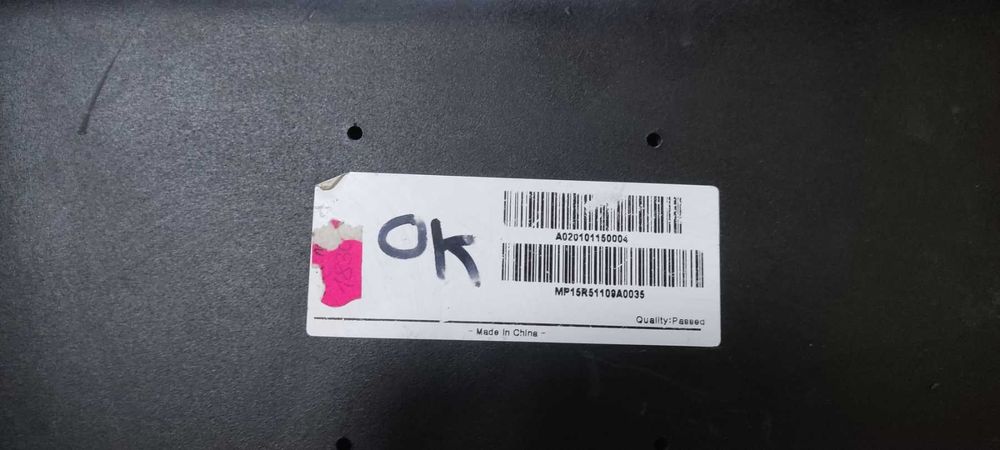 OK
A020101150004
MP15R51109A0035
Quality:Passed
- Made in China -